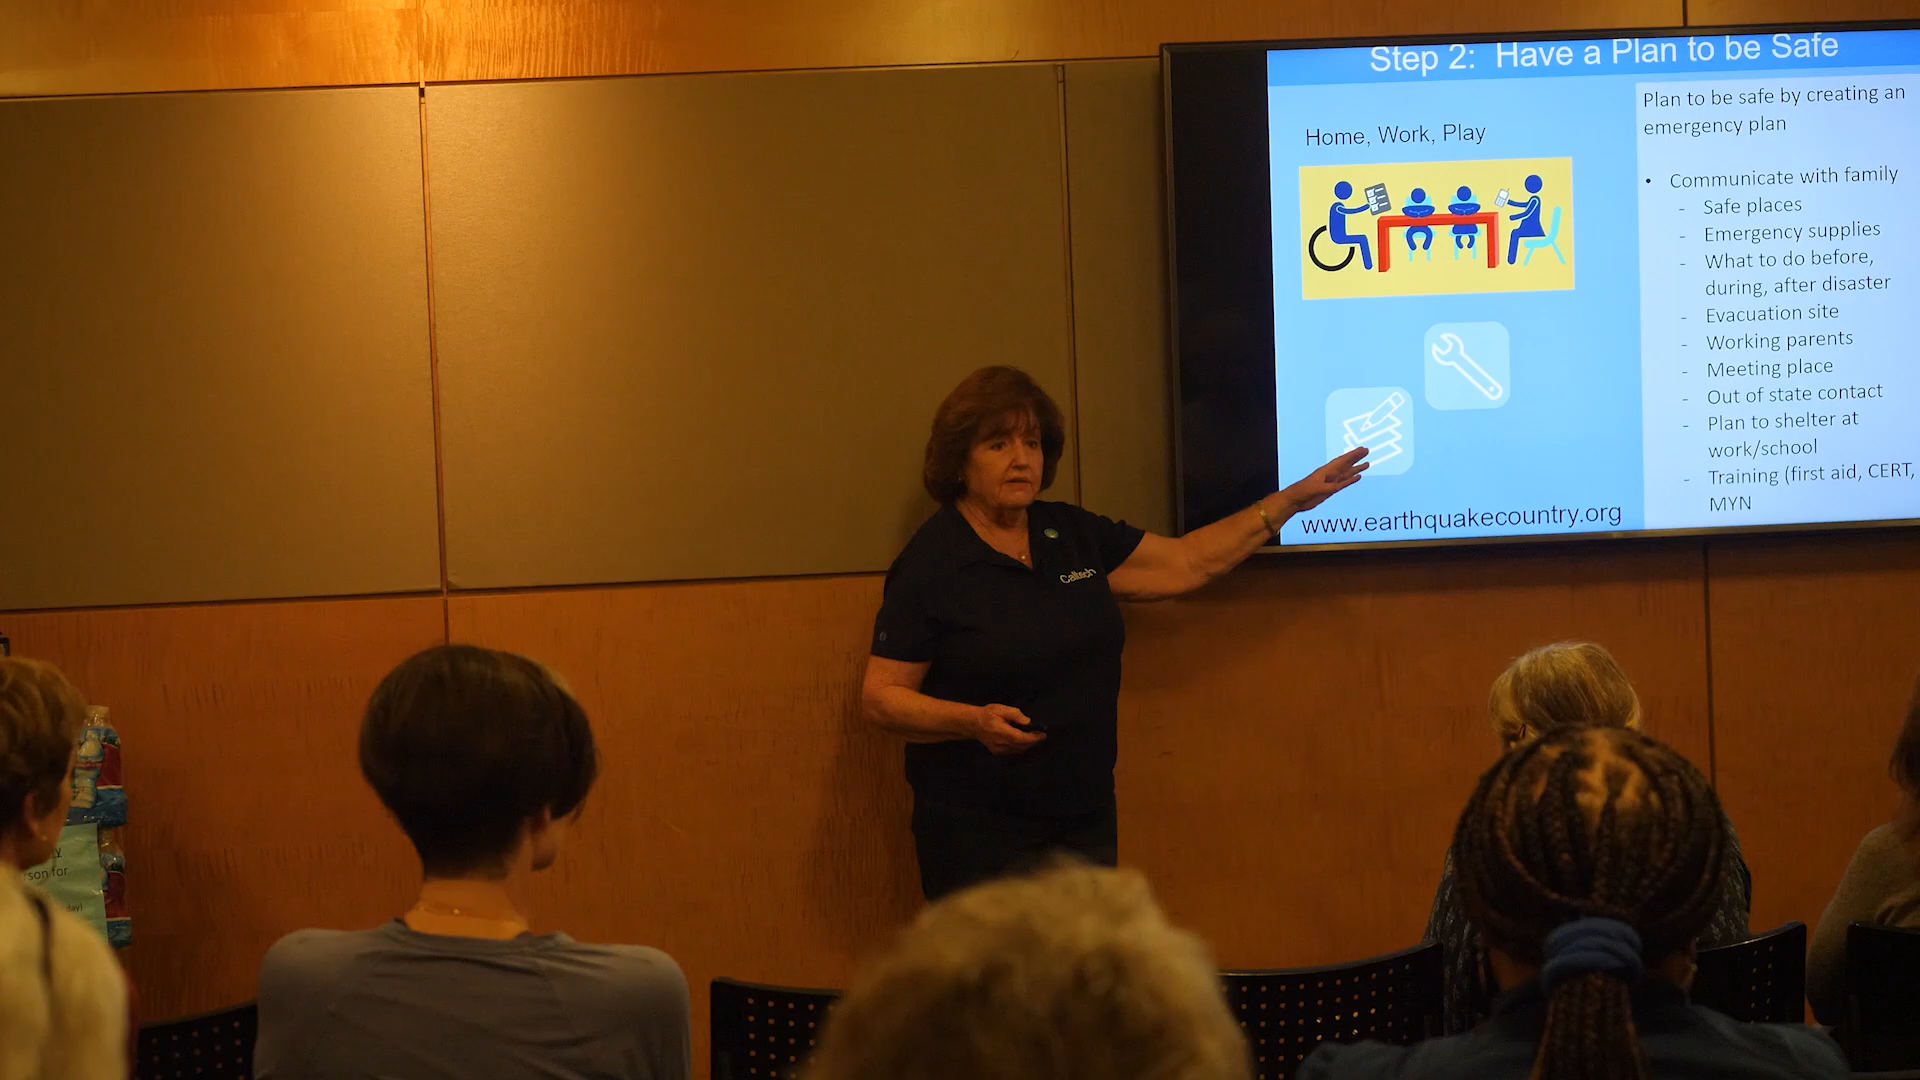 Step 2: Have a Plan to be Safe
Home, Work, Play
Plan to be safe by creating an
emergency plan
• Communicate with family
- Safe places
- Emergency supplies
- What to do before,
during, after disaster
- Evacuation site
- Working parents
- Meeting place
- Out of state contact
- Plan to shelter at
work/school
- Training (first aid, CERT,
MYN
www.earthquakecountry.org
Caltech
son for
day)